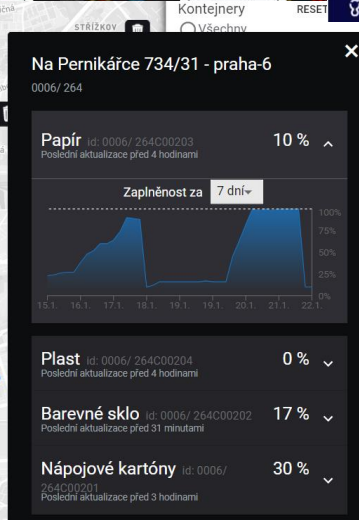 Kontejnery RESET
STŘÍŽKOV
Všechny
Na Pernikářce 734/31 - praha-6
0006/ 264
Papír id: 0006/ 264C00203 10 %
Poslední aktualizace před 4 hodinami
Zaplněnost za 7 dní
100%
75%
50%
25%
0%
15.1. 16.1. 17.1. 18.1. 19.1. 19.1. 20.1. 21.1. 22.1.
Plast id: 0006/ 264C00204 0 %
Poslední aktualizace před 4 hodinami
Barevné sklo id: 0006/ 264C00202 17 %
Poslední aktualizace před 31 minutami
Nápojové kartóny id: 0006/ 30 %
264C00201
Poslední aktualizace před 3 hodinami